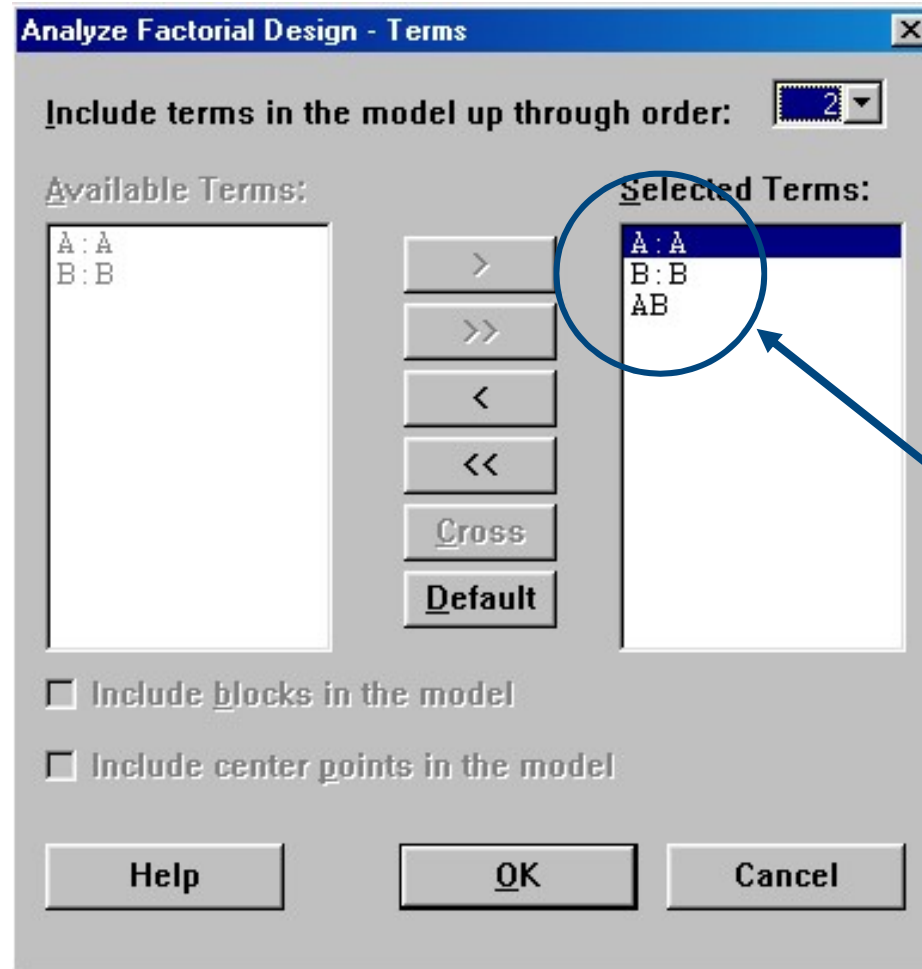 Analyze Factorial Design - Terms
Include terms in the model up through order: 2
Available Terms:
A:A
B:B
>
>>
<
<<
Cross
Default
Selected Terms:
A:A
B:B
AB
Include blocks in the model
Include center points in the model
Help
OK
Cancel